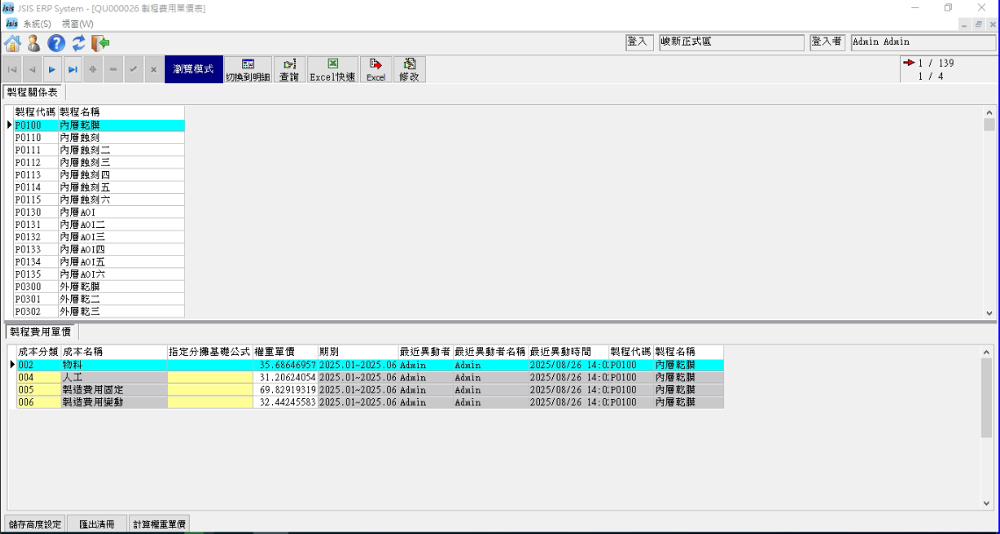 JSIS ERP System - [QU000026 製程費用單價表]
系統(S) 視窗(W)
登入 峻新正式區 登入者 Admin Admin
瀏覽模式 切換到明細 查詢 Excel快速 Excel 修改
1 / 139
1 / 4
製程關係表
製程代碼 製程名稱
P0100 內層乾膜
P0110 內層蝕刻
P0111 內層蝕刻二
P0112 內層蝕刻三
P0113 內層蝕刻四
P0114 內層蝕刻五
P0115 內層蝕刻六
P0130 內層AOI
P0131 內層AOI二
P0132 內層AOI三
P0133 內層AOI四
P0134 內層AOI五
P0135 內層AOI六
P0300 外層乾膜
P0301 外層乾二
P0302 外層乾三
製程費用單價
成本分類 成本名稱 指定分攤基礎公式 權重單價 期別 最近異動者 最近異動者名稱 最近異動時間 製程代碼 製程名稱
002 物料 35.68646957 2025.01~2025.06 Admin Admin 2025/08/26 14:0 P0100 內層乾膜
004 人工 31.20624054 2025.01~2025.06 Admin Admin 2025/08/26 14:0 P0100 內層乾膜
005 製造費用固定 69.82919319 2025.01~2025.06 Admin Admin 2025/08/26 14:0 P0100 內層乾膜
006 製造費用變動 32.44245583 2025.01~2025.06 Admin Admin 2025/08/26 14:0 P0100 內層乾膜
儲存高度設定 匯出清冊 計算權重單價